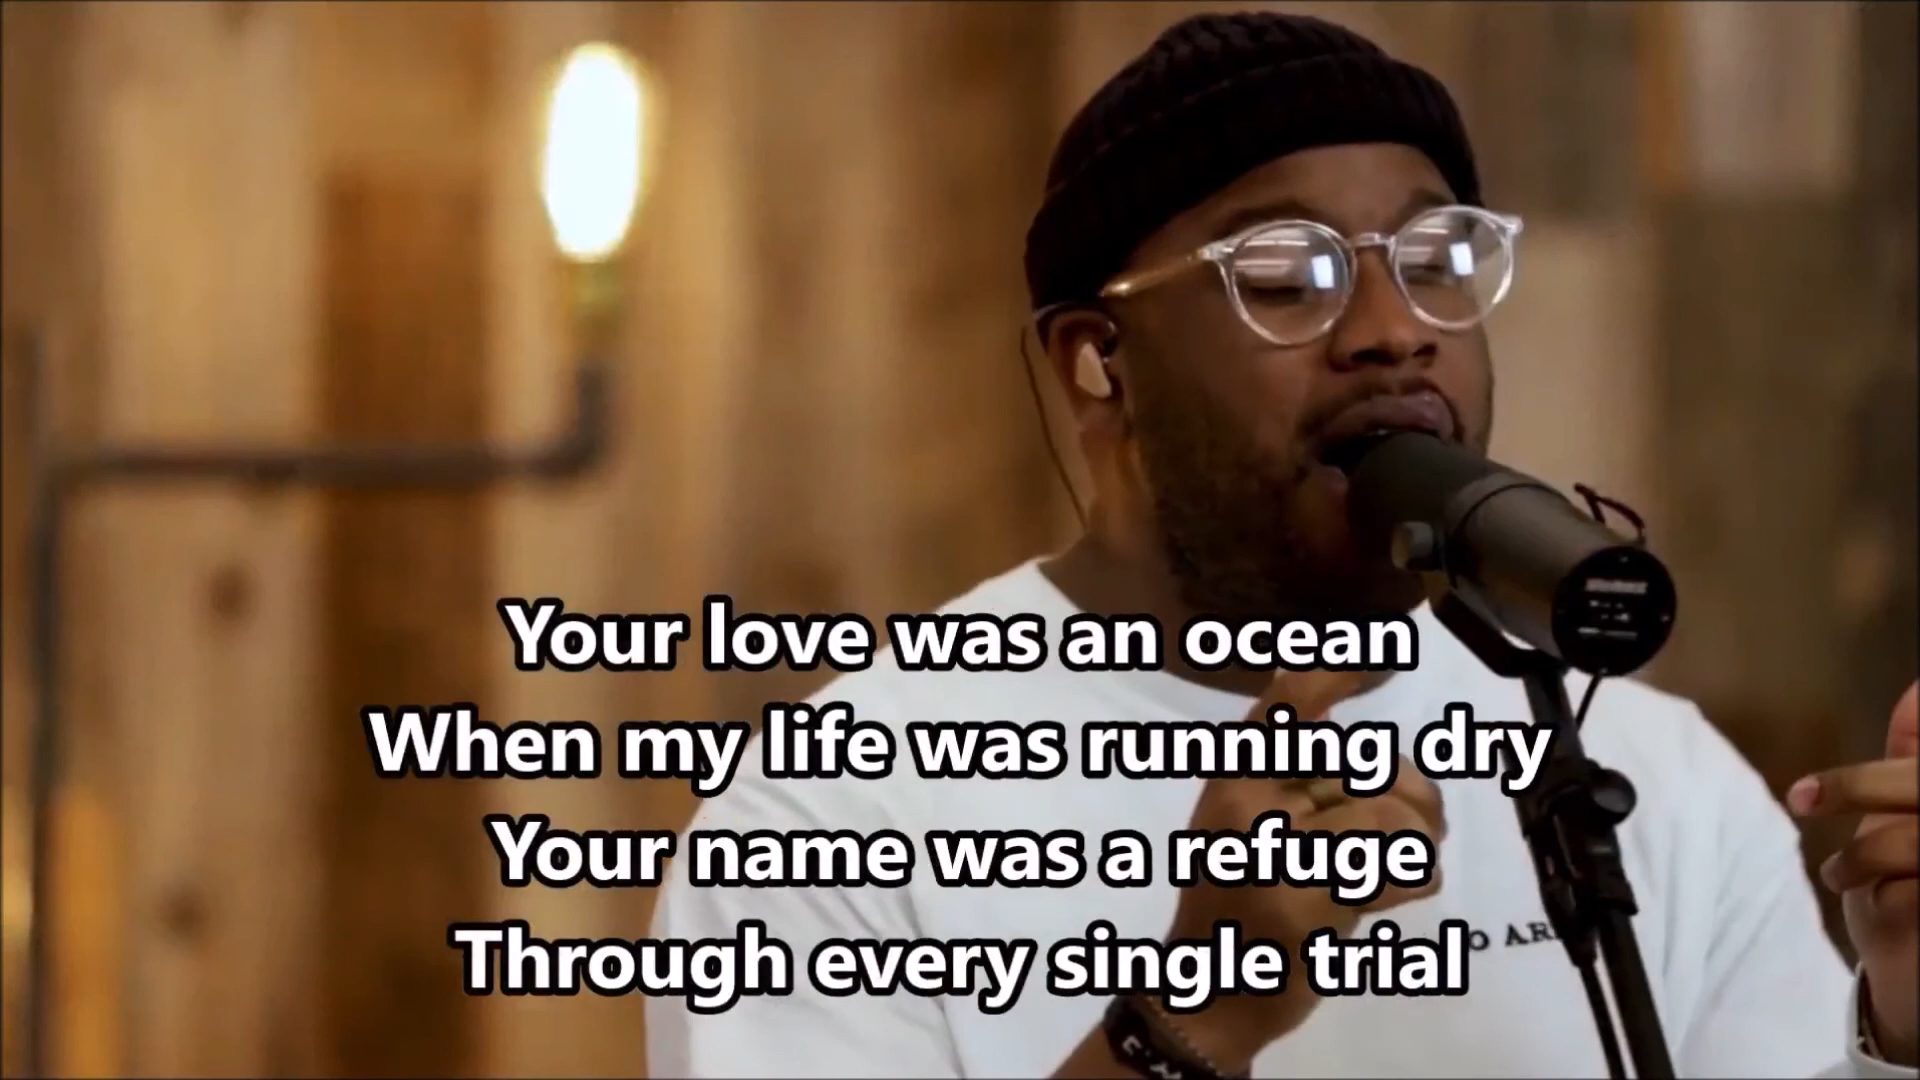 Your love was an ocean
When my life was running dry
Your name was a refuge
Through every single trial
O AR